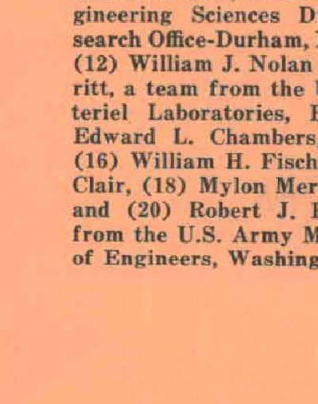 gineering Sciences D
search Office-Durham,
(12) William J. Nolan
ritt, a team from the
teriel Laboratories,
Edward L. Chambers,
(16) William H. Fisch
Clair, (18) Mylon Mer
and (20) Robert J.
from the U.S. Army M
of Engineers, Washing